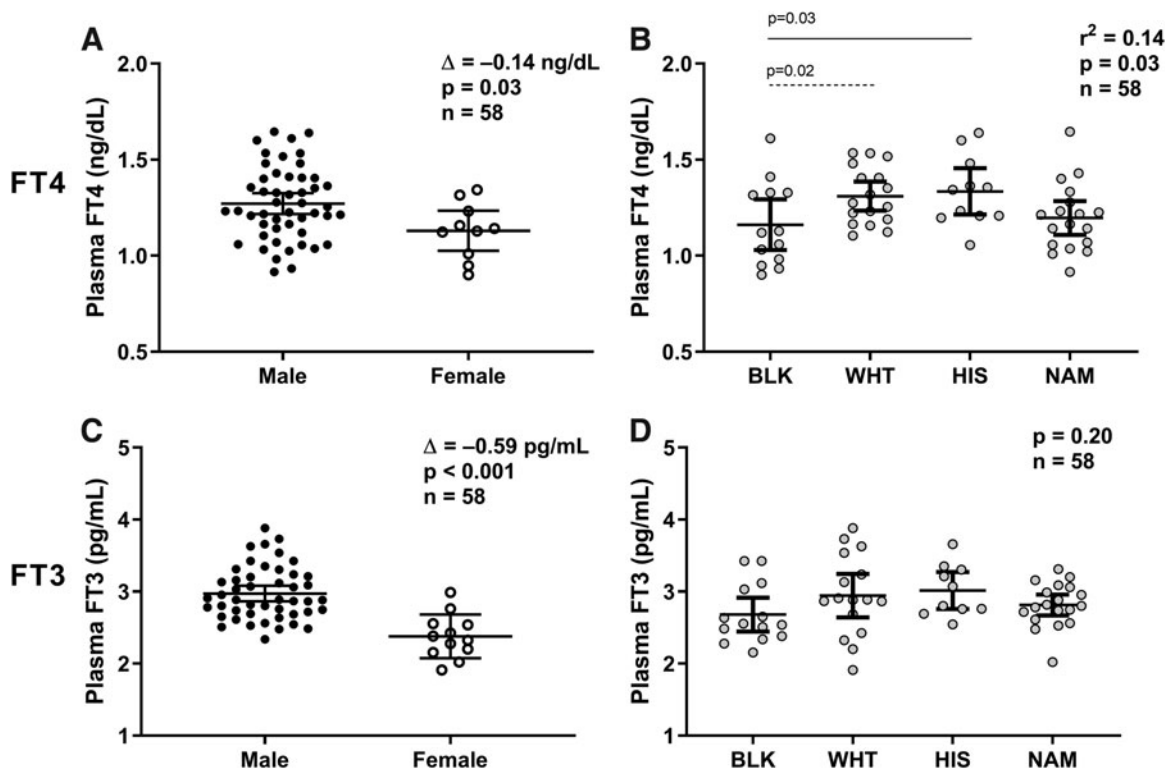 A
Δ = –0.14 ng/dL
p = 0.03
n = 58
FT4
Plasma FT4 (ng/dL)
2.0
1.5
1.0
0.5
Male Female
B
p=0.03
p=0.02
r² = 0.14
p = 0.03
n = 58
Plasma FT4 (ng/dL)
2.0
1.5
1.0
0.5
BLK WHT HIS NAM
C
Δ = –0.59 pg/mL
p < 0.001
n = 58
FT3
Plasma FT3 (pg/mL)
5
4
3
2
1
Male Female
D
p = 0.20
n = 58
Plasma FT3 (pg/mL)
5
4
3
2
1
BLK WHT HIS NAM